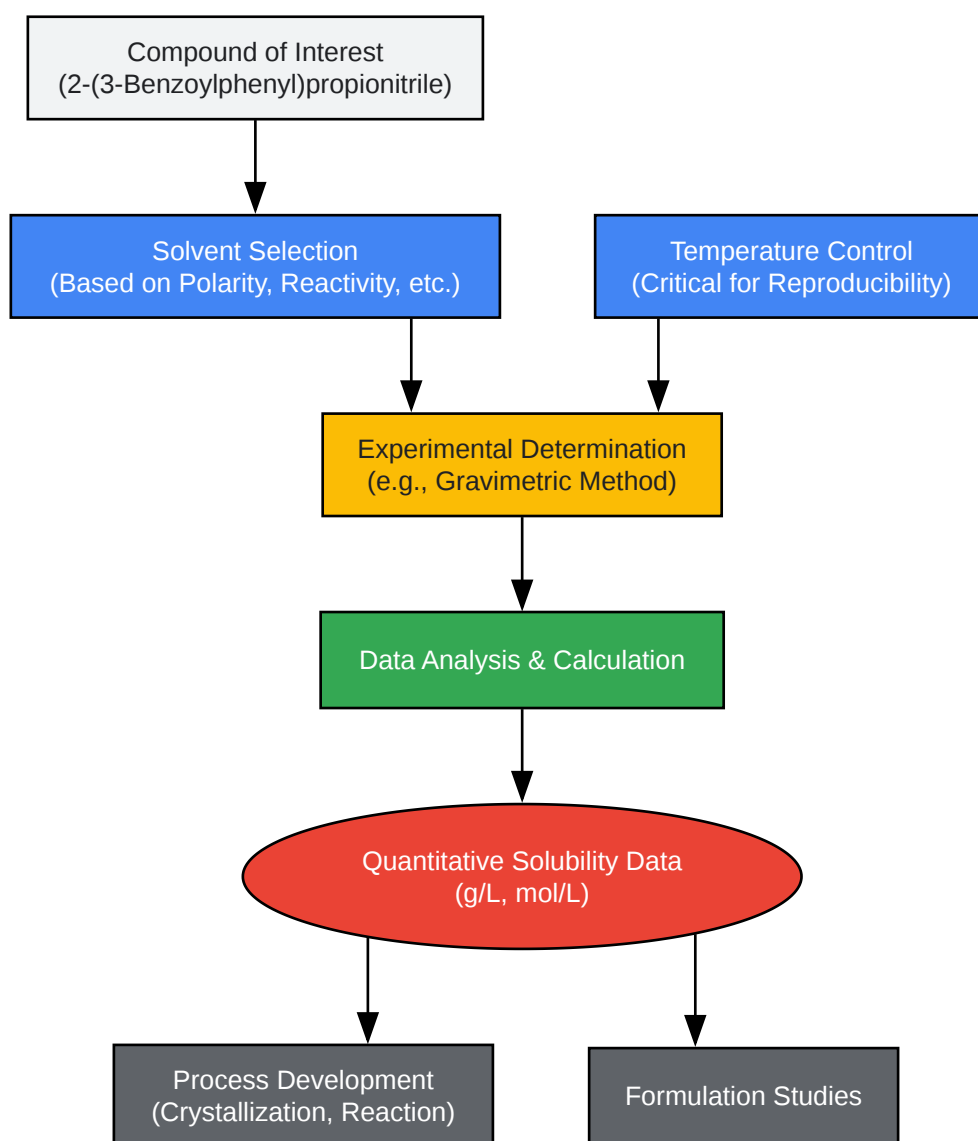 Compound of Interest
(2-(3-Benzoylphenyl)propionitrile)
Solvent Selection
(Based on Polarity, Reactivity, etc.)
Temperature Control
(Critical for Reproducibility)
Experimental Determination
(e.g., Gravimetric Method)
Data Analysis & Calculation
Quantitative Solubility Data
(g/L, mol/L)
Process Development
(Crystallization, Reaction)
Formulation Studies